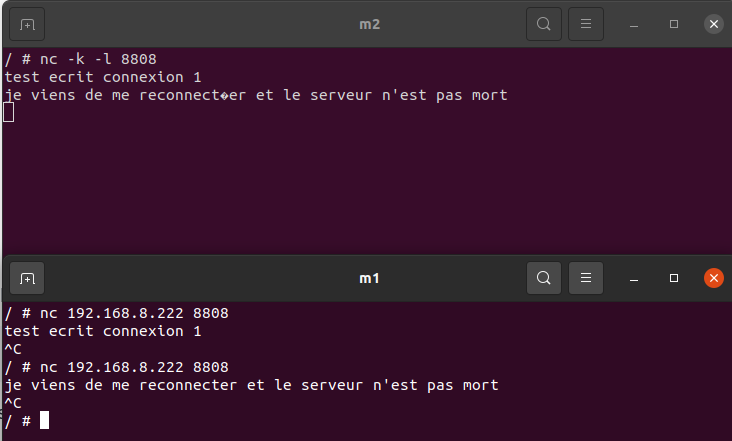 m2
/ # nc -k -l 8808
test ecrit connexion 1
je viens de me reconnect�er et le serveur n'est pas mort
m1
/ # nc 192.168.8.222 8808
test ecrit connexion 1
^C
/ # nc 192.168.8.222 8808
je viens de me reconnecter et le serveur n'est pas mort
^C
/ #